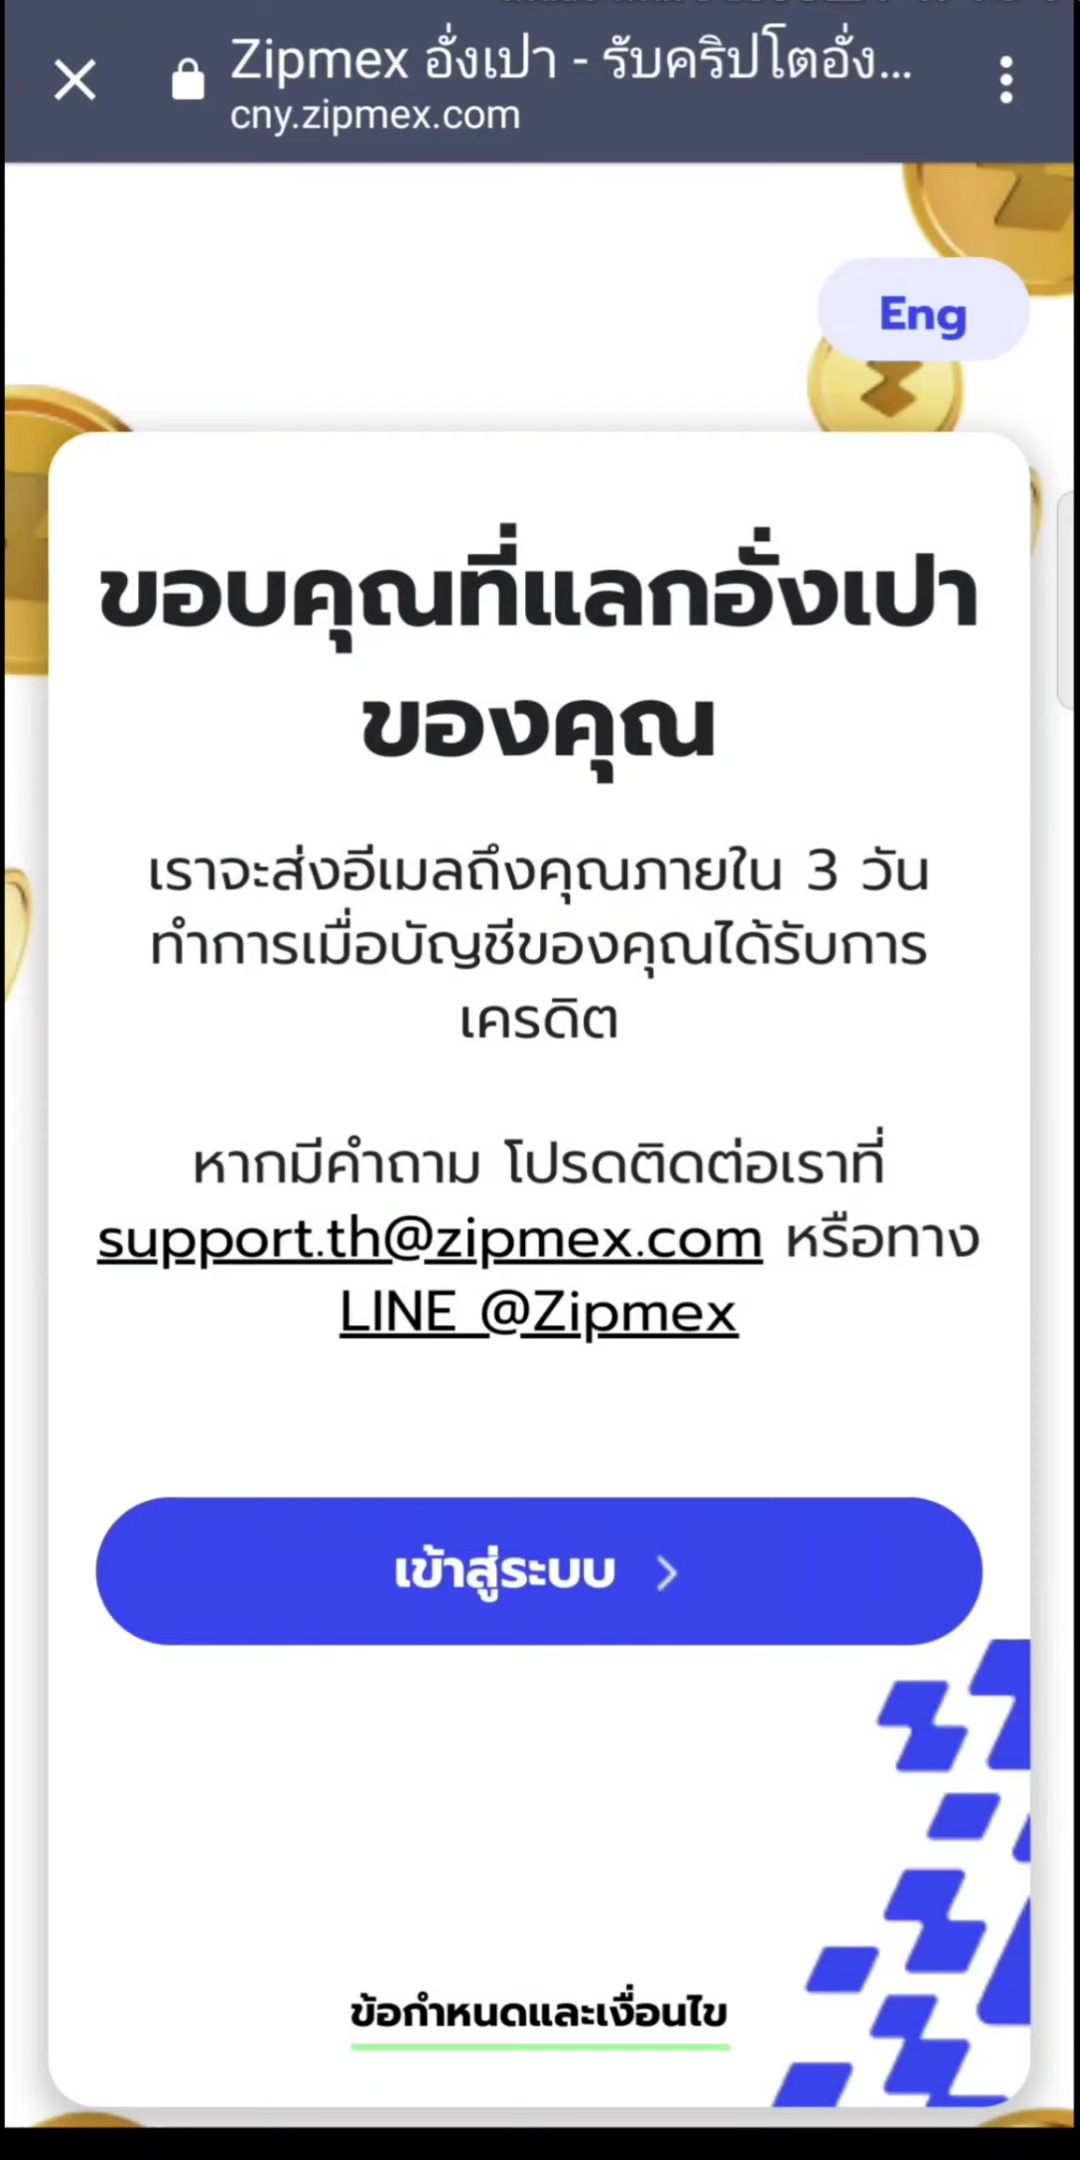 Zipmex อั่งเปา - รับคริปโตอั่ง...
cny.zipmex.com
Eng
ขอบคุณที่แลกอั่งเปา
ของคุณ
เราจะส่งอีเมลถึงคุณภายใน 3 วัน
ทำการเมื่อบัญชีของคุณได้รับการ
เครดิต
หากมีคำถาม โปรดติดต่อเราที่
support.th@zipmex.com หรือทาง
LINE @Zipmex
เข้าสู่ระบบ >
ข้อกำหนดและเงื่อนไข